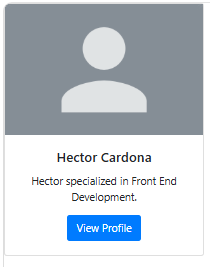 Hector Cardona
Hector specialized in Front End
Development.
View Profile